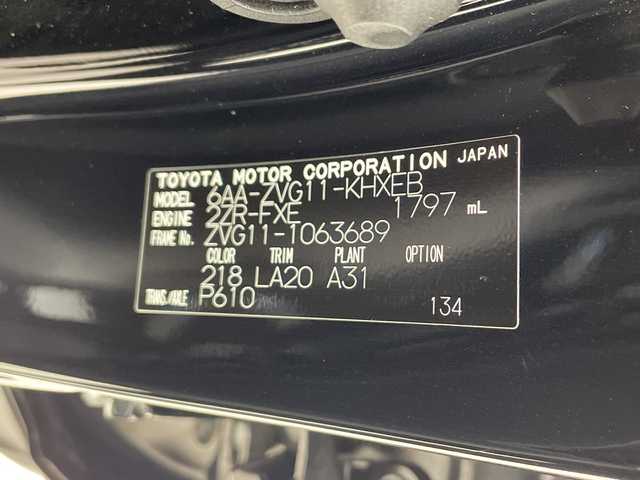 TOYOTA MOTOR CORPORATION JAPAN
MODEL 6AA-ZVG11-KHXEB
ENGINE 2ZR-FXE 1797 mL
FRAME No. ZVG11-1063689
COLOR TRIM PLANT OPTION
218 LA20 A31
TRANS./AXLE P610 134